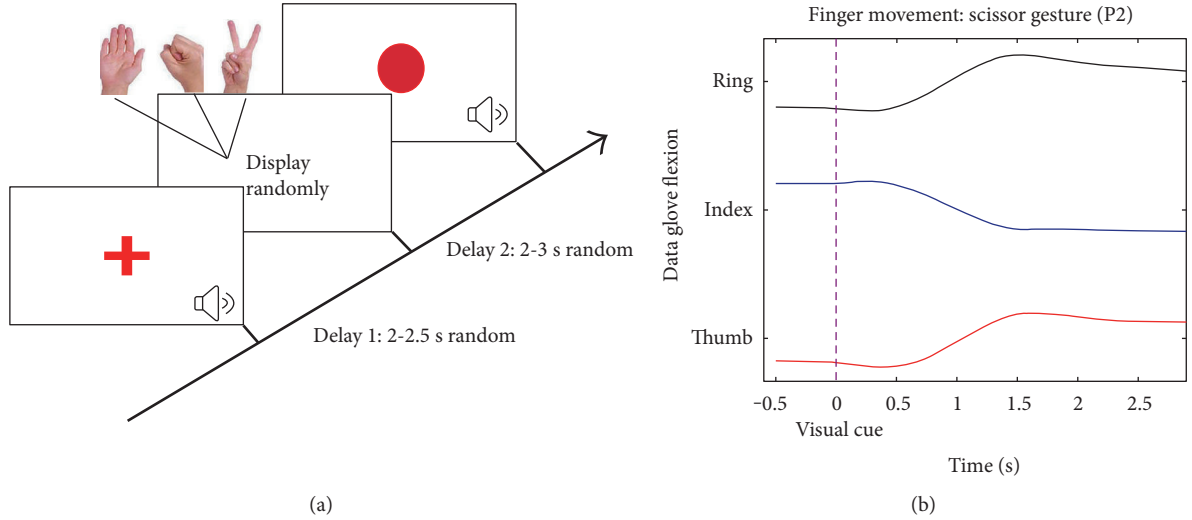 Display
randomly
Delay 2: 2-3 s random
Delay 1: 2-2.5 s random
(a)
Finger movement: scissor gesture (P2)
Data glove flexion
Ring
Index
Thumb
-0.5 0 0.5 1 1.5 2 2.5
Visual cue
Time (s)
(b)